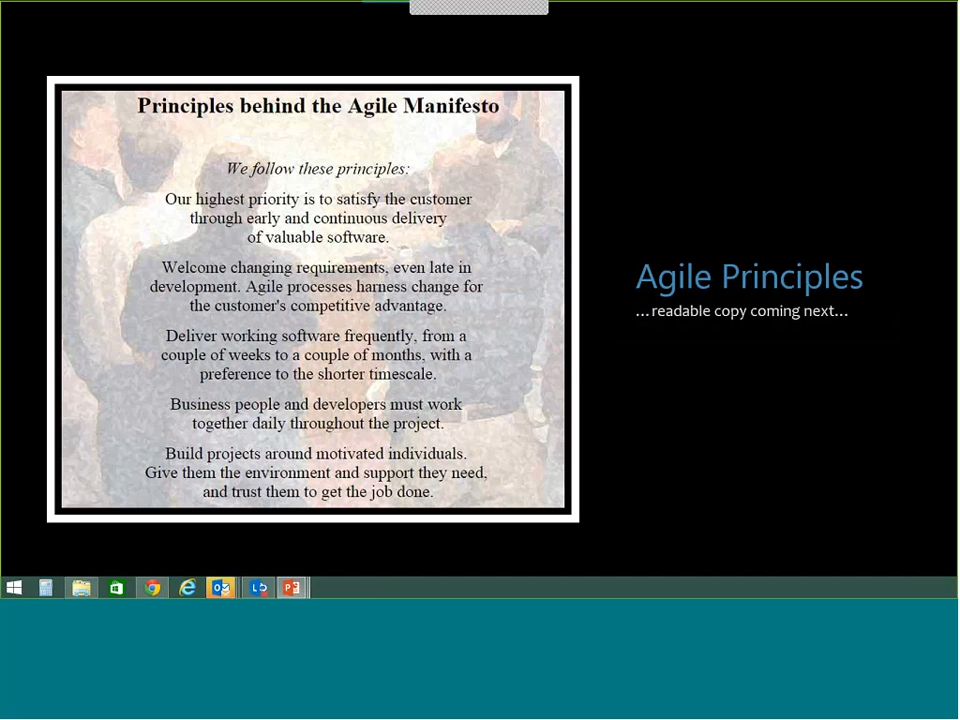 Principles behind the Agile Manifesto
We follow these principles:
Our highest priority is to satisfy the customer
through early and continuous delivery
of valuable software.
Welcome changing requirements, even late in
development. Agile processes harness change for
the customer's competitive advantage.
Deliver working software frequently, from a
couple of weeks to a couple of months, with a
preference to the shorter timescale.
Business people and developers must work
together daily throughout the project.
Build projects around motivated individuals.
Give them the environment and support they need,
and trust them to get the job done.
Agile Principles
...readable copy coming next...